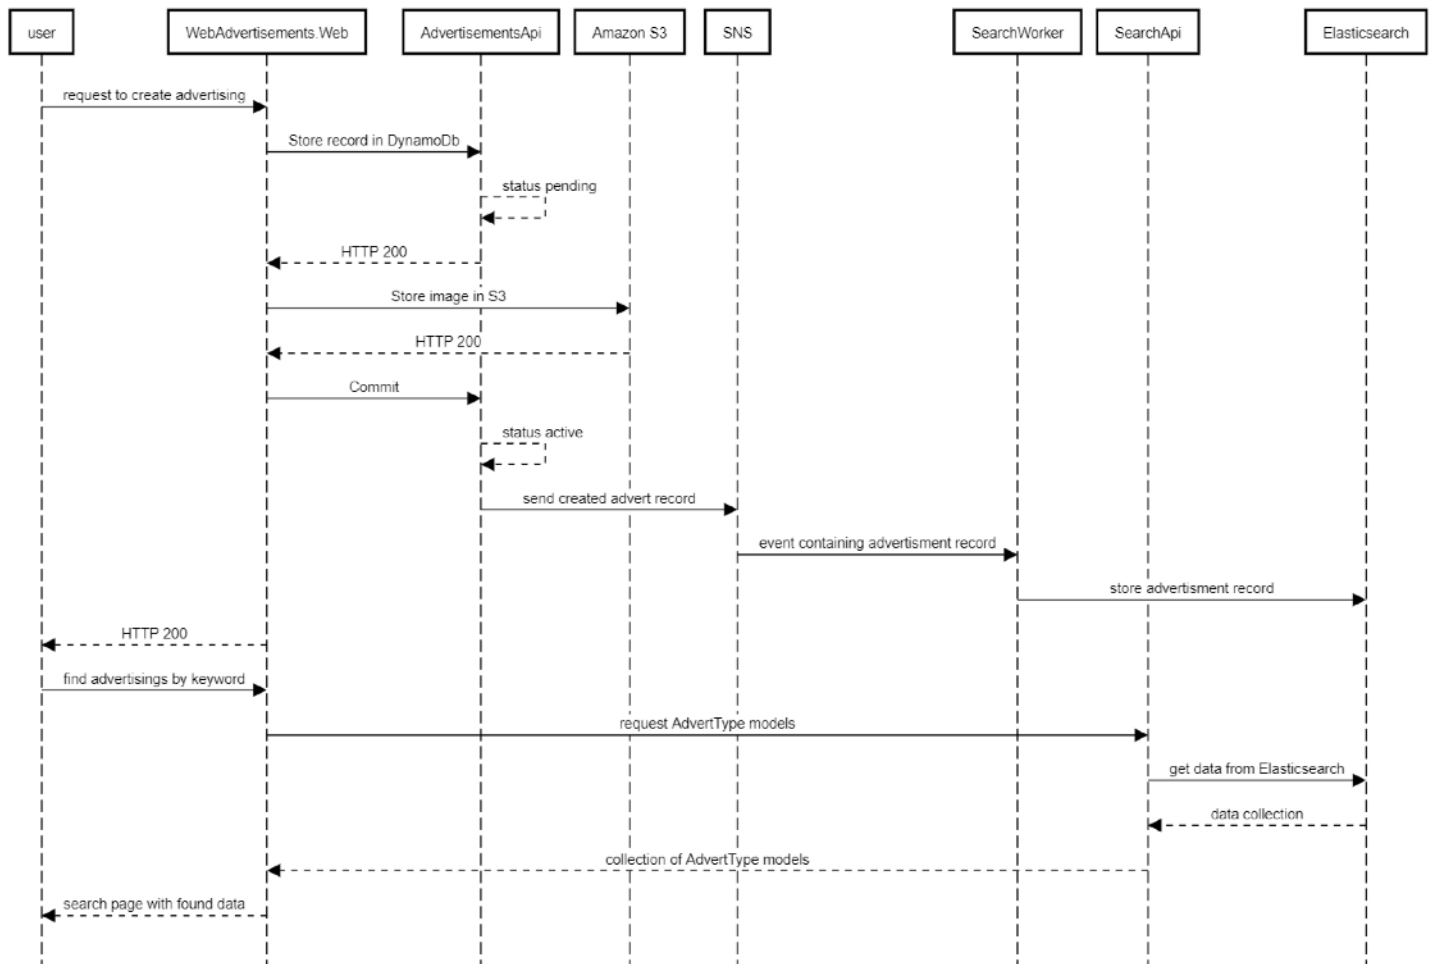 user
WebAdvertisements.Web
AdvertisementsApi
Amazon S3
SNS
SearchWorker
SearchApi
Elasticsearch
request to create advertising
Store record in DynamoDb
status pending
HTTP 200
Store image in S3
HTTP 200
Commit
status active
send created advert record
event containing advertisment record
store advertisment record
HTTP 200
find advertisings by keyword
request AdvertType models
get data from Elasticsearch
data collection
collection of AdvertType models
search page with found data